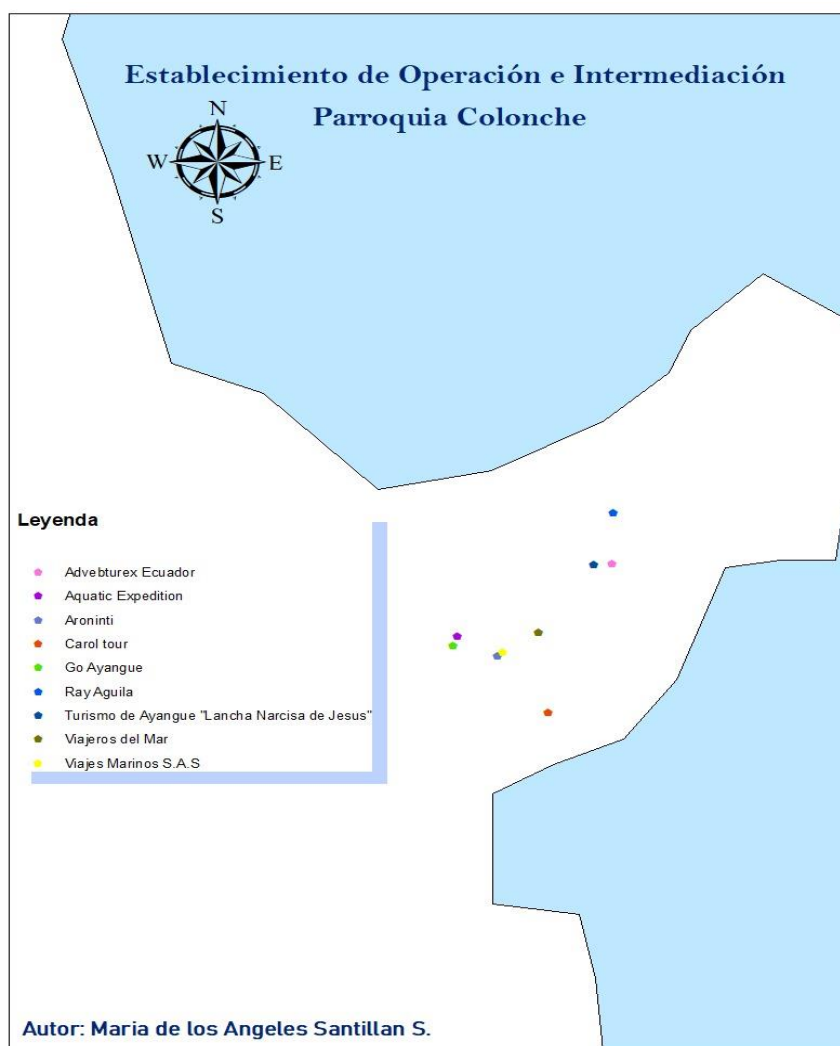 Establecimiento de Operación e Intermediación
Parroquia Colonche
N
W E
S
Leyenda
Advebturex Ecuador
Aquatic Expedition
Aroninti
Carol tour
Go Ayangue
Ray Aguila
Turismo de Ayangue "Lancha Narcisa de Jesus"
Viajeros del Mar
Viajes Marinos S.A.S
Autor: Maria de los Angeles Santillan S.